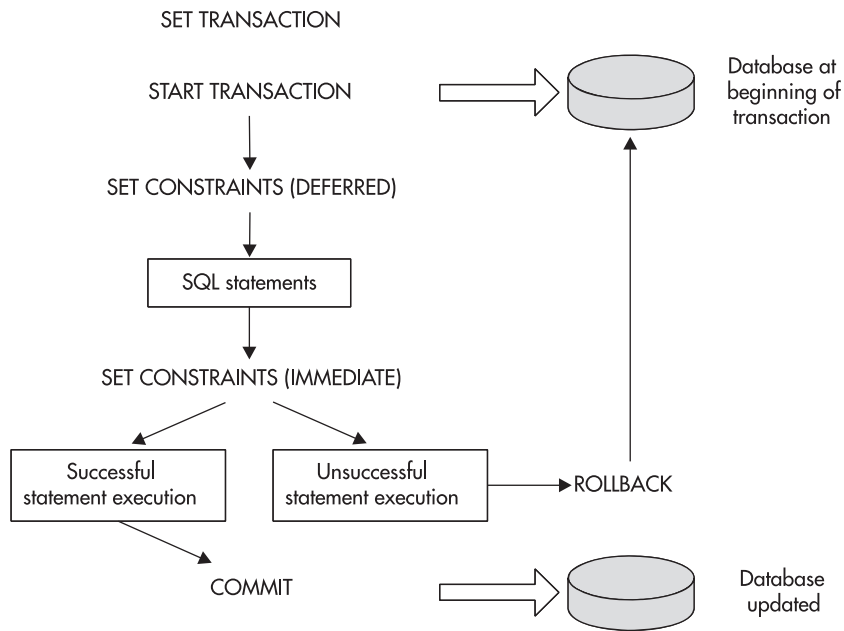 SET TRANSACTION
START TRANSACTION
Database at
beginning of
transaction
SET CONSTRAINTS (DEFERRED)
SQL statements
SET CONSTRAINTS (IMMEDIATE)
Successful
statement execution
Unsuccessful
statement execution
ROLLBACK
COMMIT
Database
updated